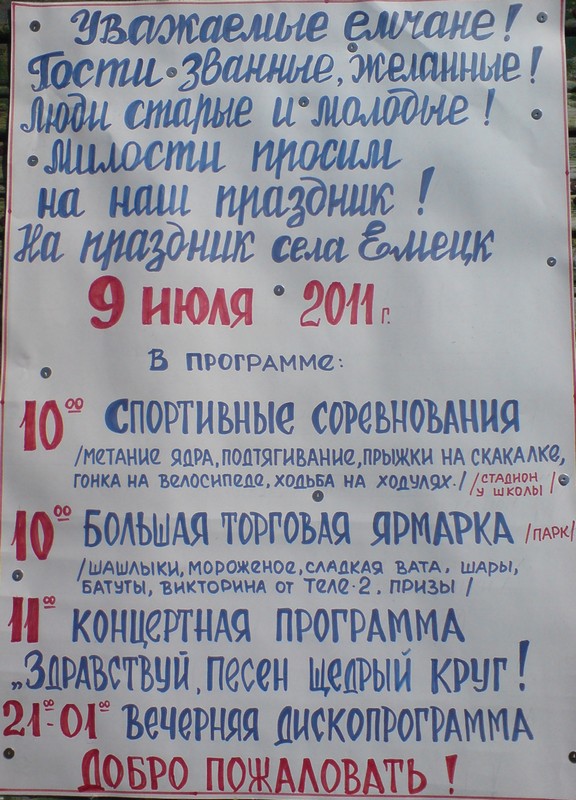 Уважаемые емчане!
Гости званные, желанные!
Люди старые и молодые!
Милости просим
на наш праздник!
На праздник села Емецк
9 июля 2011 г.
В ПРОГРАММЕ:
10⁰⁰ СПОРТИВНЫЕ СОРЕВНОВАНИЯ
/МЕТАНИЕ ЯДРА, ПОДТЯГИВАНИЕ, ПРЫЖКИ НА СКАКАЛКЕ,
ГОНКА НА ВЕЛОСИПЕДЕ, ХОДЬБА НА ХОДУЛЯХ./ /СТАДИОН
У ШКОЛЫ/
10⁰⁰ БОЛЬШАЯ ТОРГОВАЯ ЯРМАРКА /ПАРК/
/ШАШЛЫКИ, МОРОЖЕНОЕ, СЛАДКАЯ ВАТА, ШАРЫ,
БАТУТЫ, ВИКТОРИНА ОТ ТЕЛЕ-2, ПРИЗЫ/
11⁰⁰ КОНЦЕРТНАЯ ПРОГРАММА
„ЗДРАВСТВУЙ, ПЕСЕН ЩЕДРЫЙ КРУГ!
21⁰⁰-01⁰⁰ ВЕЧЕРНЯЯ ДИСКОПРОГРАММА
ДОБРО ПОЖАЛОВАТЬ!